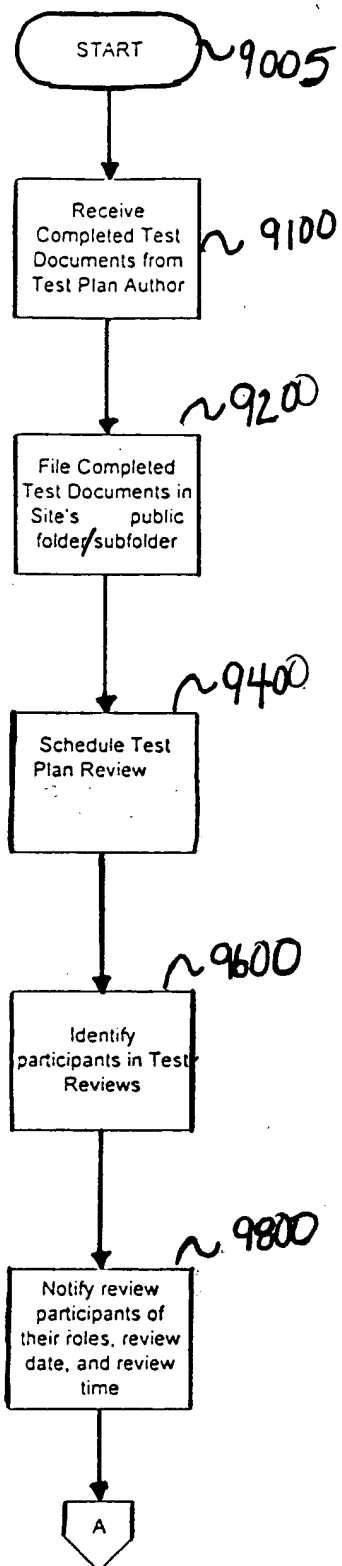 START
9005
Receive
Completed Test
Documents from
Test Plan Author
9100
9200
File Completed
Test Documents in
Site's public
folder/subfolder
9400
Schedule Test
Plan Review
9600
Identify
participants in Test
Reviews
9800
Notify review
participants of
their roles, review
date, and review
time
A